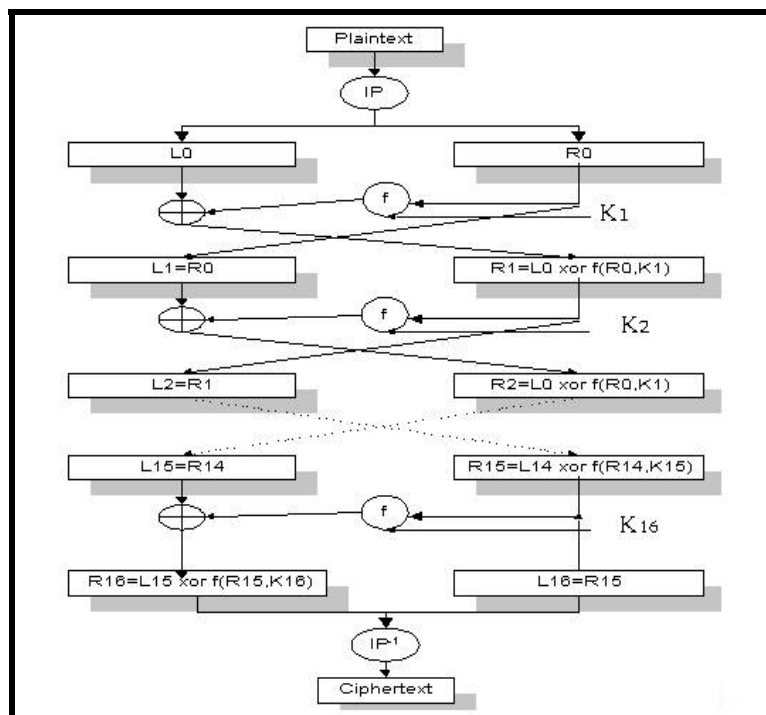 Plaintext
IP
L0
R0
f
K1
L1=R0
R1=L0 xor f(R0,K1)
f
K2
L2=R1
R2=L0 xor f(R0,K1)
L15=R14
R15=L14 xor f(R14,K15)
f
K16
R16=L15 xor f(R15,K16)
L16=R15
IP-1
Ciphertext